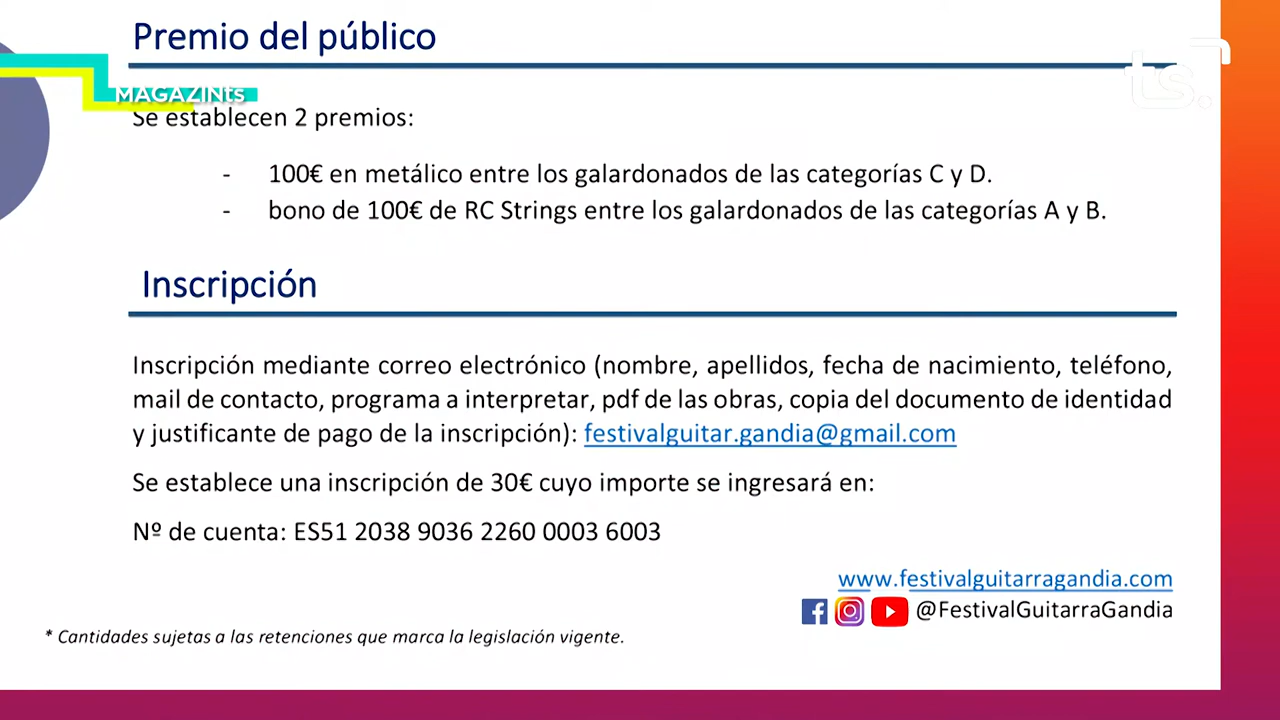 Premio del público
ts.
MAGAZINts
Se establecen 2 premios:
- 100€ en metálico entre los galardonados de las categorías C y D.
- bono de 100€ de RC Strings entre los galardonados de las categorías A y B.
Inscripción
Inscripción mediante correo electrónico (nombre, apellidos, fecha de nacimiento, teléfono,
mail de contacto, programa a interpretar, pdf de las obras, copia del documento de identidad
y justificante de pago de la inscripción): festivalguitar.gandia@gmail.com
Se establece una inscripción de 30€ cuyo importe se ingresará en:
Nº de cuenta: ES51 2038 9036 2260 0003 6003
www.festivalguitarragandia.com
@FestivalGuitarraGandia
* Cantidades sujetas a las retenciones que marca la legislación vigente.